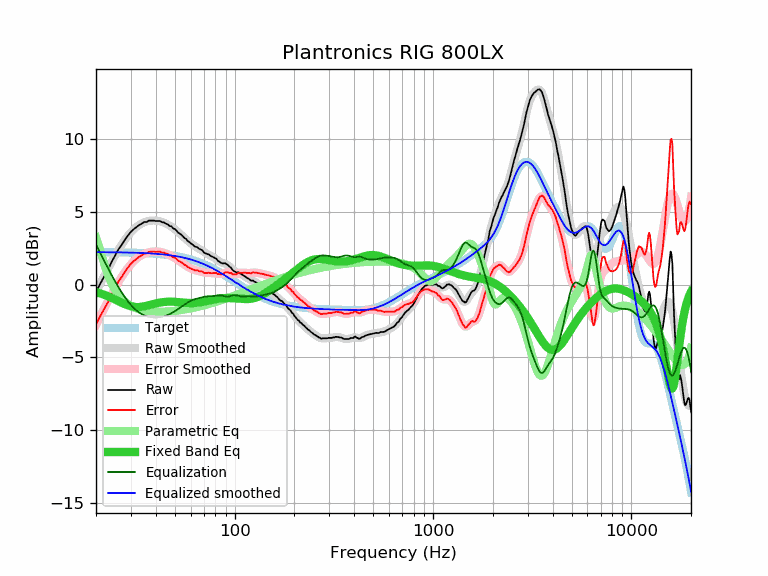 Plantronics RIG 800LX
Amplitude (dBr)
10
5
0
−5
−10
−15
Target
Raw Smoothed
Error Smoothed
Raw
Error
Parametric Eq
Fixed Band Eq
Equalization
Equalized smoothed
100
1000
10000
Frequency (Hz)